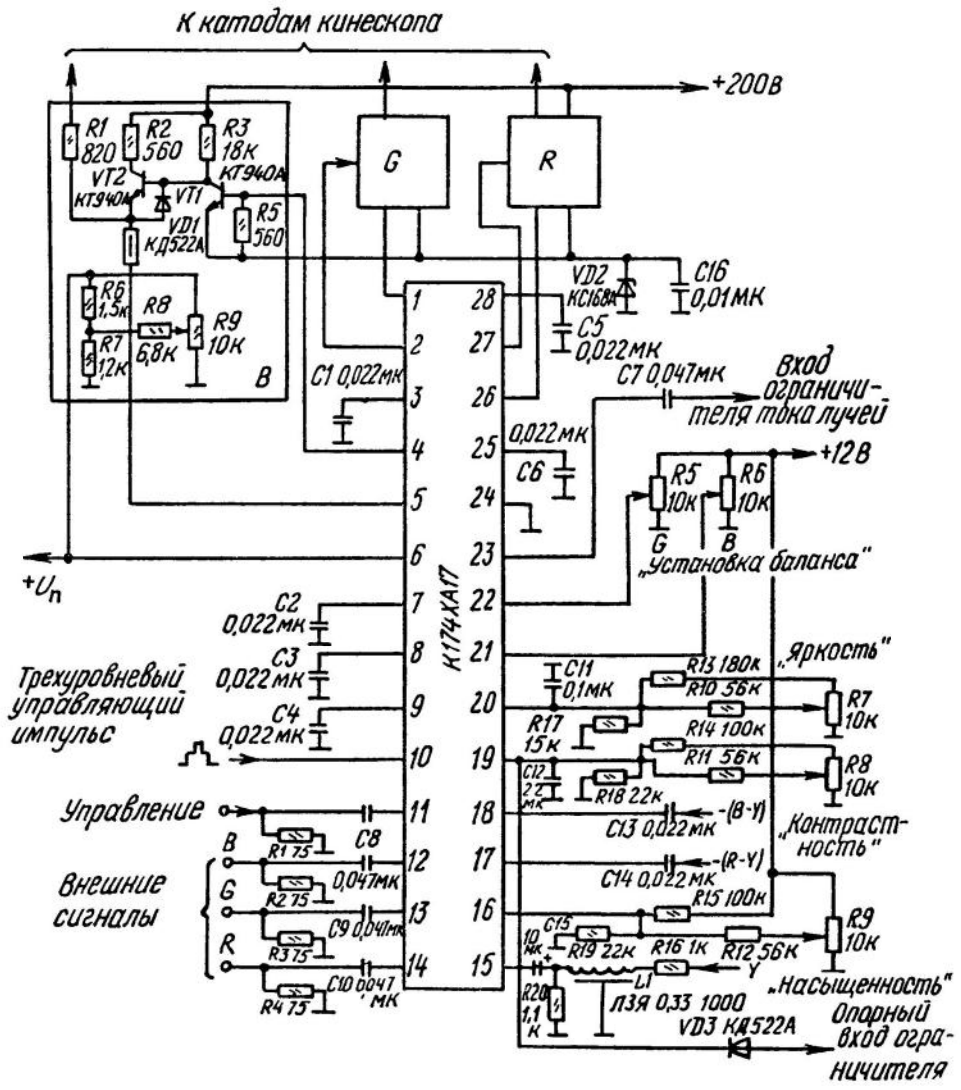 К катодам кинескопа
+200В
R1
820
R2
560
R3
18к
КТ940А
VT2
КТ940А
VT1
VD1
КД522А
R5
560
R6
1,5к
R7
1,2к
R8
6,8к
R9
10к
В
G
R
VD2
КС168А
C16
0,01МК
1
2
3
4
5
6
7
8
9
10
11
12
13
14
К174ХА17
28
27
26
25
24
23
22
21
20
19
18
17
16
15
C5
0,022МК
C1 0,022МК
C7 0,047МК
Вход
ограничи-
теля тока лучей
0,022МК
C6
+12В
R5
10к
G
R6
10к
B
„Установка баланса"
+Uп
C2
0,022МК
C3
0,022МК
C4
0,022МК
Трехуровневый
управляющий
импульс
C11
0,1МК
R13 180к
R10 56к
„Яркость"
R7
10к
R17
15к
R14 100к
R11 56к
R8
10к
C12
22
МК
R18 22к
C13 0,022МК
-(B-Y)
„Контраст-
ность"
C14 0,022МК
-(R-Y)
R15 100к
R19 22к
R16 1к
R12 56к
R9
10к
„Насыщенность"
C15
10
МК
+
R20
1,1
к
L1
Y
ЛЗЯ 0,33 1000
VD3 КД522А
Опорный
вход огра-
ничителя
Управление
R1 75
C8
0,047МК
Внешние
сигналы
B
R2 75
G
C9 0,047МК
R3 75
R
C10 0,047
МК
R4 75